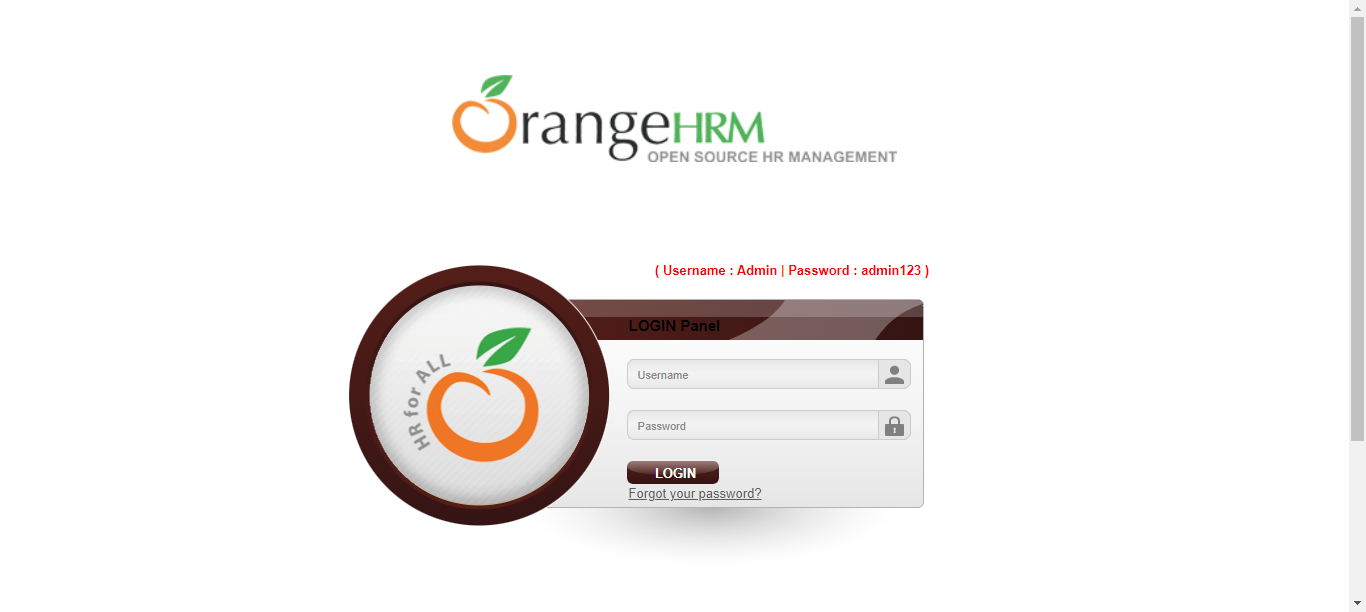 OrangeHRM
OPEN SOURCE HR MANAGEMENT
( Username : Admin | Password : admin123 )
HR for ALL
LOGIN Panel
Username
Password
LOGIN
Forgot your password?